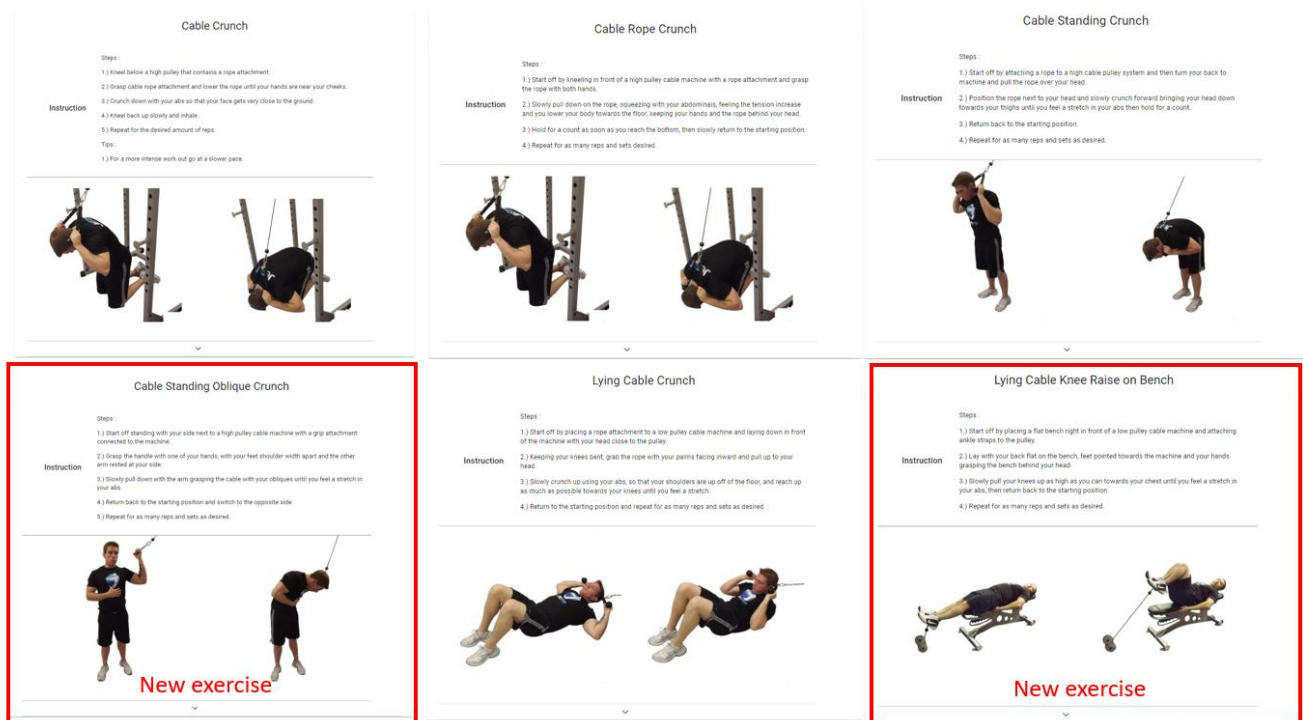 Cable Crunch
Steps :
1.) Kneel below a high pulley that contains a rope attachment.
2.) Grasp cable rope attachment and lower the rope until your hands are near your cheeks.
Instruction
3.) Crunch down with your abs so that your face gets very close to the ground.
4.) Kneel back up slowly and inhale.
5.) Repeat for the desired amount of reps.
Tips :
1.) For a more intense work out go at a slower pace.
Cable Rope Crunch
Steps :
1.) Start off by kneeling in front of a high pulley cable machine with a rope attachment and grasp
the rope with both hands.
Instruction
2.) Slowly pull down on the rope, squeezing with your abdominals, feeling the tension increase
and you lower your body towards the floor, keeping your hands and the rope behind your head.
3.) Hold for a count as soon as you reach the bottom, then slowly return to the starting position.
4.) Repeat for as many reps and sets desired.
Cable Standing Crunch
Steps :
1.) Start off by attaching a rope to a high cable pulley system and then turn your back to
machine and pull the rope over your head.
Instruction
2.) Position the rope next to your head and slowly crunch forward bringing your head down
towards your thighs until you feel a stretch in your abs then hold for a count.
3.) Return back to the starting position.
4.) Repeat for as many reps and sets desired.
Cable Standing Oblique Crunch
Steps :
1.) Start off standing with your side next to a high pulley cable machine with a grip attachment
connected to the machine.
2.) Grasp the handle with one of your hands, with your feet shoulder width apart and the other
arm rested at your side.
Instruction
3.) Slowly pull down with the arm grasping the cable with your obliques until you feel a stretch in
your abs.
4.) Return back to the starting position and switch to the opposite side.
5.) Repeat for as many reps and sets as desired.
New exercise
Lying Cable Crunch
Steps :
1.) Start off by placing a rope attachment to a low pulley cable machine and laying down in front
of the machine with your head close to the pulley.
Instruction
2.) Keeping your knees bent, grab the rope with your palms facing inward and pull up to your
head.
3.) Slowly crunch up using your abs, so that your shoulders are up off of the floor, and reach up
as much as possible towards your knees until you feel a stretch.
4.) Return to the starting position and repeat for as many reps and sets as desired.
Lying Cable Knee Raise on Bench
Steps :
1.) Start off by placing a flat bench right in front of a low pulley cable machine and attaching
ankle straps to the pulley.
Instruction
2.) Lay with your back flat on the bench, feet pointed towards the machine and your hands
grasping the bench behind your head.
3.) Slowly pull your knees up as high as you can towards your chest until you feel a stretch in
your abs, then return back to the starting position.
4.) Repeat for as many reps and sets as desired.
New exercise